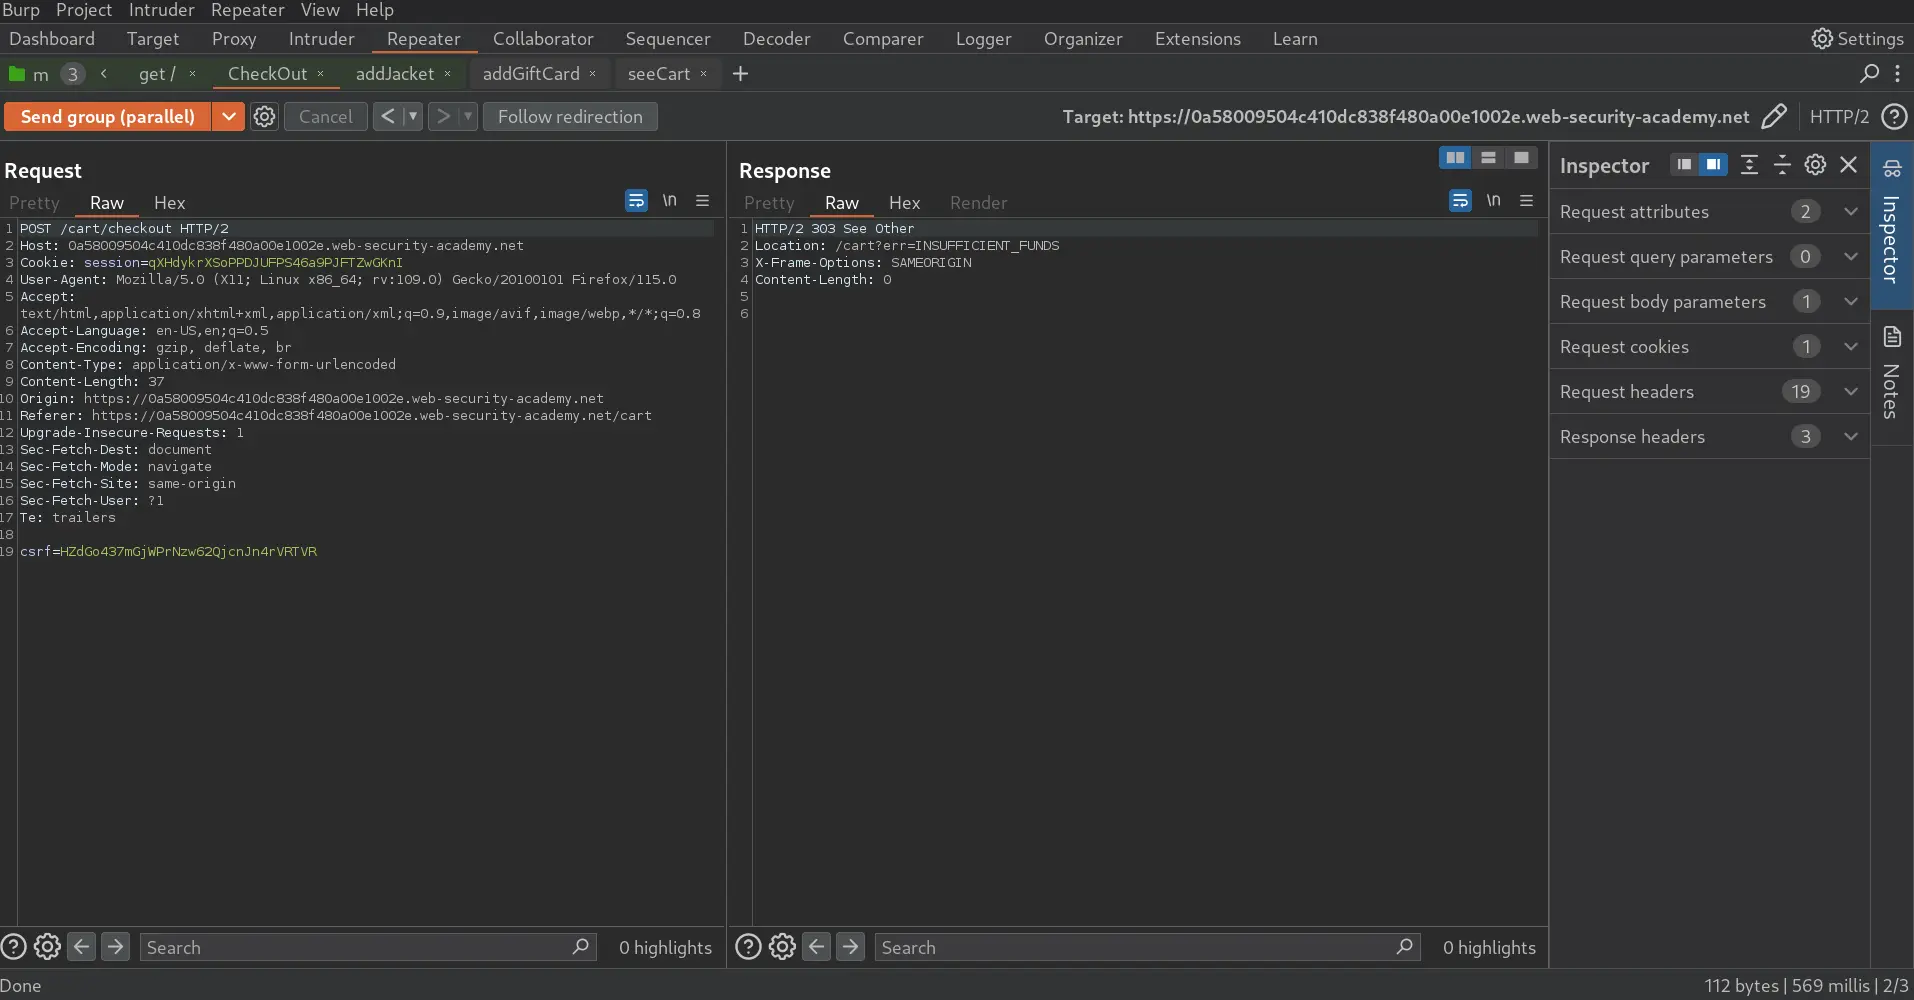 Burp Project Intruder Repeater View Help
Dashboard Target Proxy Intruder Repeater Collaborator Sequencer Decoder Comparer Logger Organizer Extensions Learn Settings
m 3 < get / × CheckOut × addJacket × addGiftCard × seeCart × +
Send group (parallel) Cancel < > Follow redirection Target: https://0a58009504c410dc838f480a00e1002e.web-security-academy.net HTTP/2 ?
Request
Pretty Raw Hex \n
1 POST /cart/checkout HTTP/2
2 Host: 0a58009504c410dc838f480a00e1002e.web-security-academy.net
3 Cookie: session=qXHdykrXSoPPDJUFPS46a9PJFTZwGKnI
4 User-Agent: Mozilla/5.0 (X11; Linux x86_64; rv:109.0) Gecko/20100101 Firefox/115.0
5 Accept:
text/html,application/xhtml+xml,application/xml;q=0.9,image/avif,image/webp,*/*;q=0.8
6 Accept-Language: en-US,en;q=0.5
7 Accept-Encoding: gzip, deflate, br
8 Content-Type: application/x-www-form-urlencoded
9 Content-Length: 37
10 Origin: https://0a58009504c410dc838f480a00e1002e.web-security-academy.net
11 Referer: https://0a58009504c410dc838f480a00e1002e.web-security-academy.net/cart
12 Upgrade-Insecure-Requests: 1
13 Sec-Fetch-Dest: document
14 Sec-Fetch-Mode: navigate
15 Sec-Fetch-Site: same-origin
16 Sec-Fetch-User: ?1
17 Te: trailers
18
19 csrf=HZdGo437mGjWPrNzw62QjcnJn4rVRTVR
? Search 0 highlights
Response
Pretty Raw Hex Render \n
1 HTTP/2 303 See Other
2 Location: /cart?err=INSUFFICIENT_FUNDS
3 X-Frame-Options: SAMEORIGIN
4 Content-Length: 0
5
6
? Search 0 highlights
Inspector
Request attributes 2
Request query parameters 0
Request body parameters 1
Request cookies 1
Request headers 19
Response headers 3
Inspector
Notes
Done 112 bytes | 569 millis | 2/3